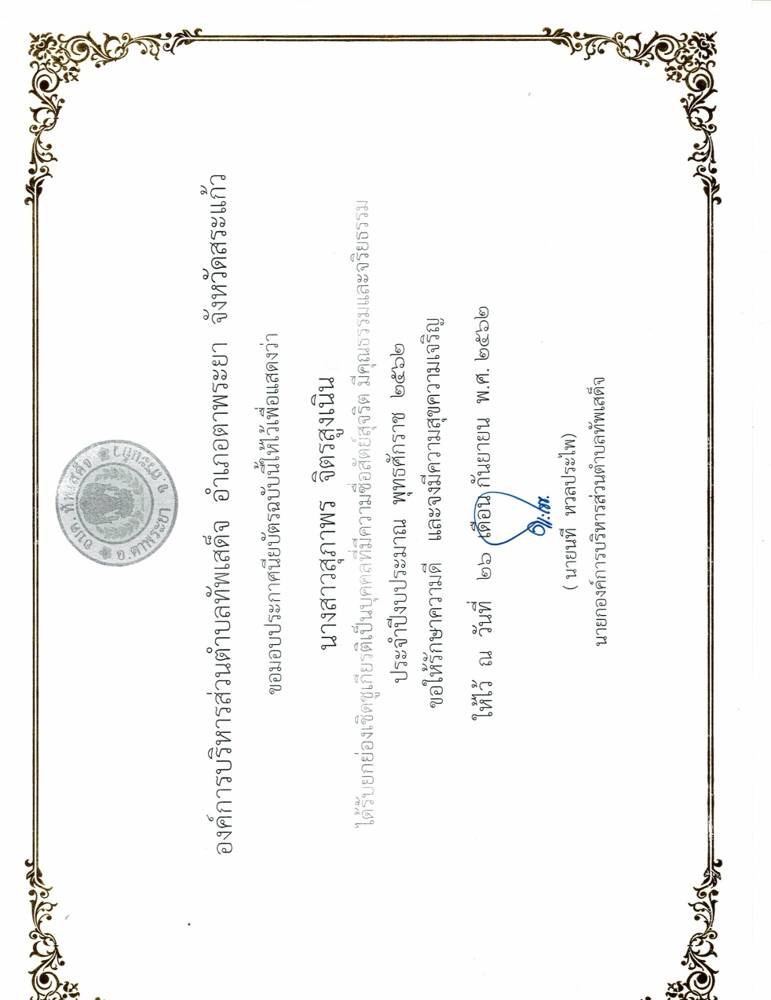 อบต.ทัพเสด็จ
อ.ตาพระยา
องค์การบริหารส่วนตำบลทัพเสด็จ อำเภอตาพระยา จังหวัดสระแก้ว
ขอมอบประกาศนียบัตรฉบับนี้ให้ไว้เพื่อแสดงว่า
นางสาวสุภาพร จิตรสูงเนิน
ได้รับยกย่องเชิดชูเกียรติเป็นบุคคลที่มีความซื่อสัตย์สุจริต มีคุณธรรมและจริยธรรม
ประจำปีงบประมาณ พุทธศักราช ๒๕๖๒
ขอให้รักษาความดี และจงมีความสุขความเจริญ
ให้ไว้ ณ วันที่ ๒๖ เดือน กันยายน พ.ศ. ๒๕๖๒
( นายนที หวลประไพ)
นายกองค์การบริหารส่วนตำบลทัพเสด็จ